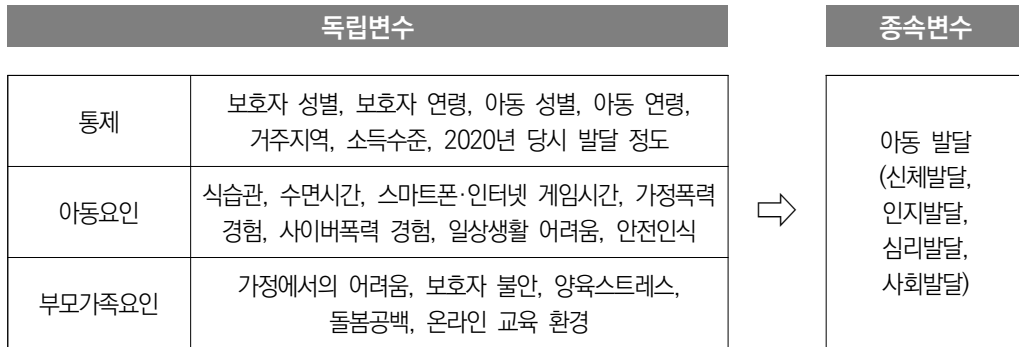 독립변수
종속변수
통제
보호자 성별, 보호자 연령, 아동 성별, 아동 연령,
거주지역, 소득수준, 2020년 당시 발달 정도
아동요인
식습관, 수면시간, 스마트폰·인터넷 게임시간, 가정폭력
경험, 사이버폭력 경험, 일상생활 어려움, 안전인식
부모가족요인
가정에서의 어려움, 보호자 불안, 양육스트레스,
돌봄공백, 온라인 교육 환경
아동 발달
(신체발달,
인지발달,
심리발달,
사회발달)